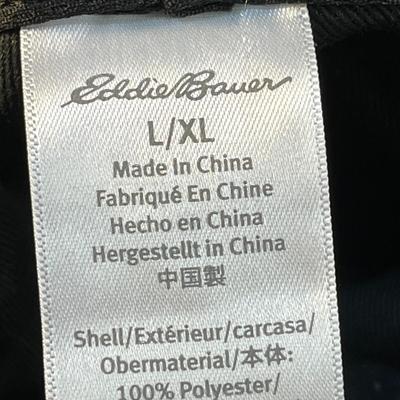 Eddie Bauer
L/XL
Made In China
Fabriqué En Chine
Hecho en China
Hergestellt in China
中国製
Shell/Extérieur/carcasa/
Obermaterial/本体:
100% Polyester/